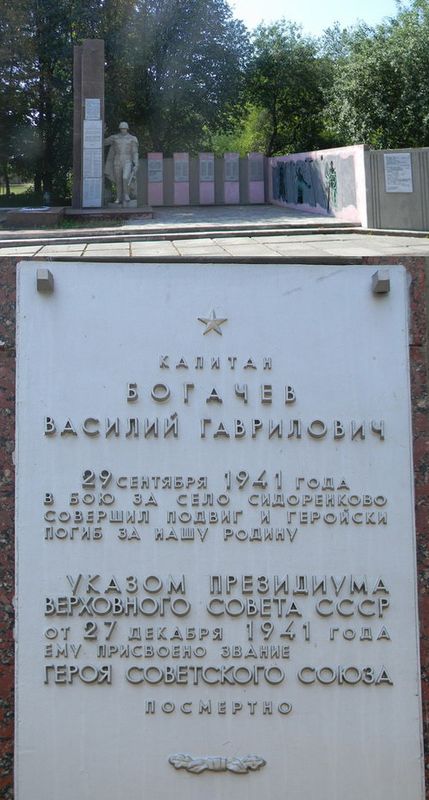 КАПИТАН
БОГАЧЕВ
ВАСИЛИЙ ГАВРИЛОВИЧ
29 СЕНТЯБРЯ 1941 ГОДА
В БОЮ ЗА СЕЛО СИДОРЕНКОВО
СОВЕРШИЛ ПОДВИГ И ГЕРОЙСКИ
ПОГИБ ЗА НАШУ РОДИНУ
УКАЗОМ ПРЕЗИДИУМА
ВЕРХОВНОГО СОВЕТА СССР
ОТ 27 ДЕКАБРЯ 1941 ГОДА
ЕМУ ПРИСВОЕНО ЗВАНИЕ
ГЕРОЯ СОВЕТСКОГО СОЮЗА
ПОСМЕРТНО